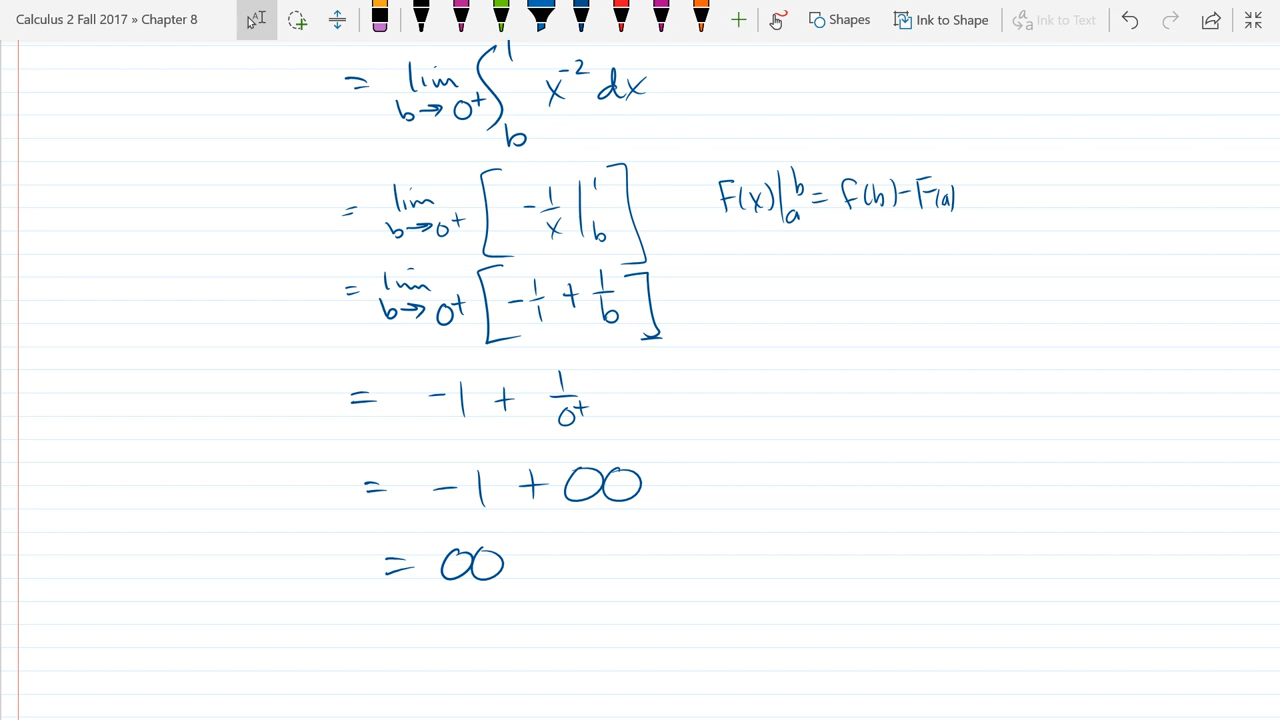 Calculus 2 Fall 2017 » Chapter 8
Shapes Ink to Shape Ink to Text
= lim b→0⁺ ∫_b^1 x⁻² dx
= lim b→0⁺ [ -1/x |_b^1 ] F(x)|_a^b = f(b)-F(a)
= lim b→0⁺ [ -1/1 + 1/b ]
= -1 + 1/0⁺
= -1 + ∞
= ∞